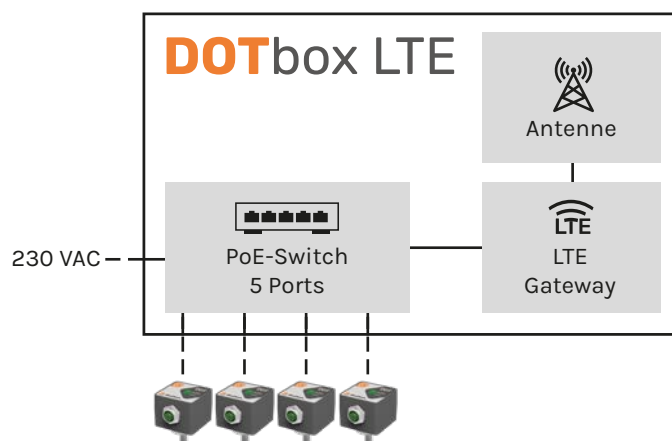 DOTbox LTE
Antenne
230 VAC
PoE-Switch
5 Ports
LTE
LTE
Gateway